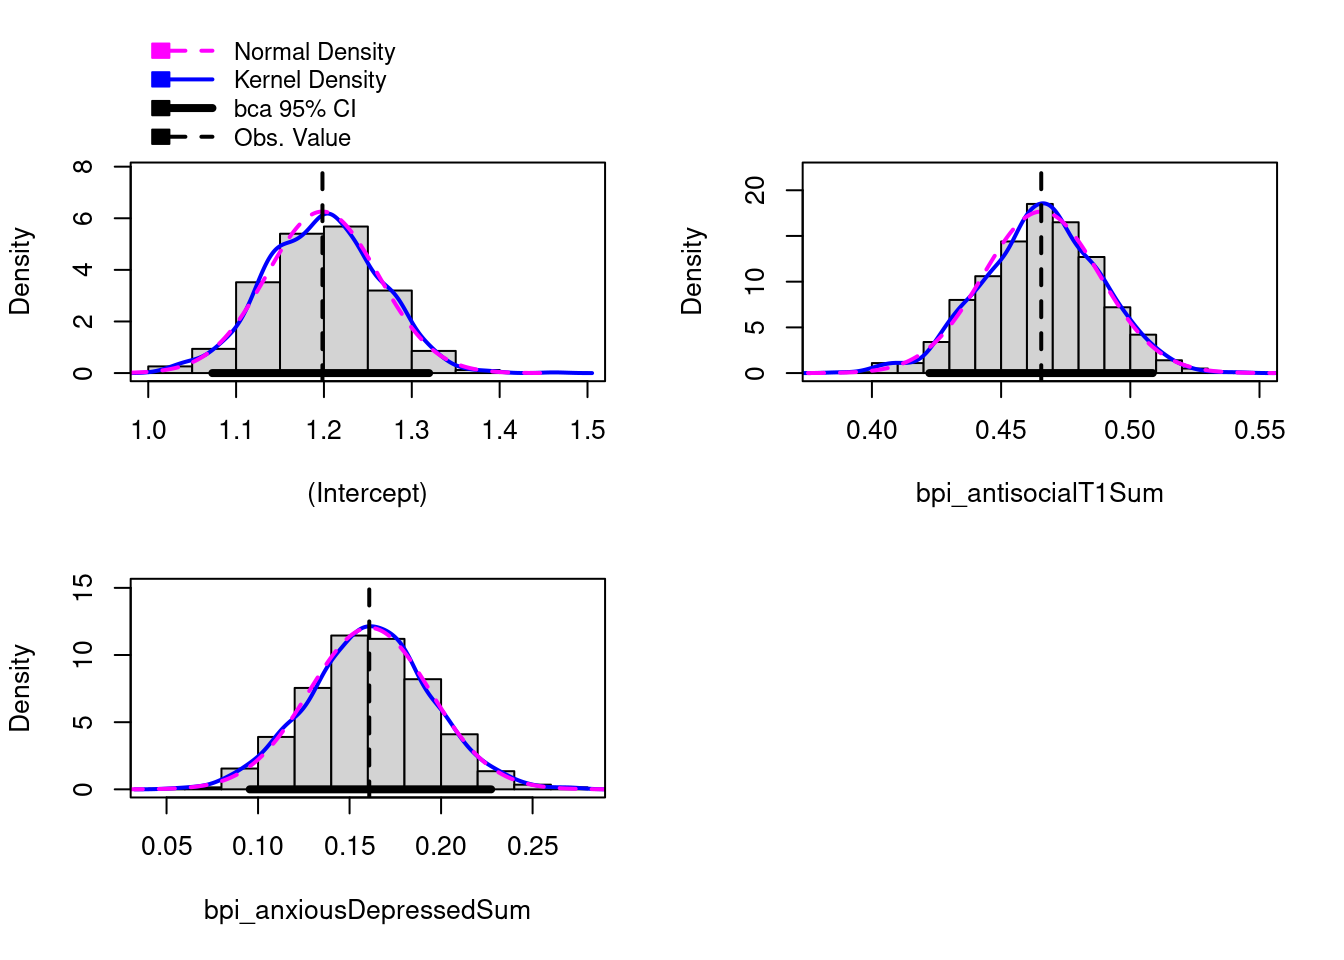 Normal Density
Kernel Density
bca 95% CI
Obs. Value
Density
0 2 4 6 8
1.0 1.1 1.2 1.3 1.4 1.5
(Intercept)
Density
0 5 10 20
0.40 0.45 0.50 0.55
bpi_antisocialT1Sum
Density
0 5 10 15
0.05 0.10 0.15 0.20 0.25
bpi_anxiousDepressedSum